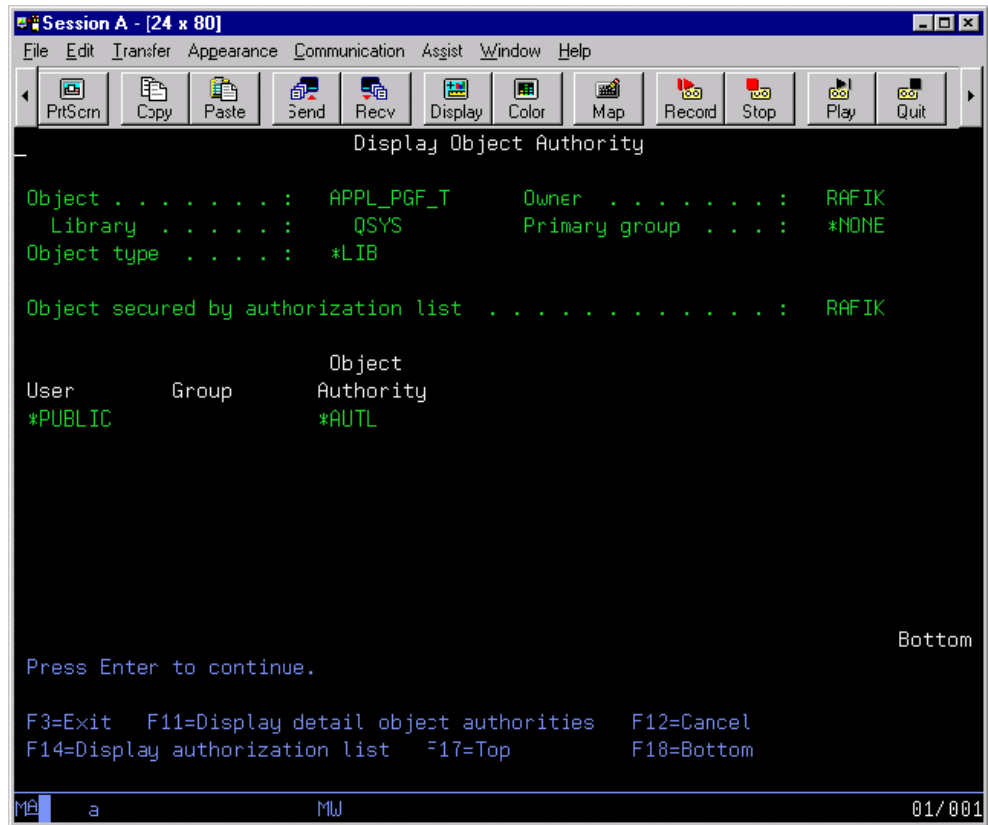 Session A - [24 x 80]
File Edit Transfer Appearance Communication Assist Window Help
PrtScrn Copy Paste Send Recv Display Color Map Record Stop Play Quit
Display Object Authority
Object . . . . . . . : APPL_PGF_T Owner . . . . . . . : RAFIK
Library . . . . . : QSYS Primary group . . . : *NONE
Object type . . . . : *LIB
Object secured by authorization list . . . . . . . . . . . . : RAFIK
Object
User Group Authority
*PUBLIC *AUTL
Bottom
Press Enter to continue.
F3=Exit F11=Display detail object authorities F12=Cancel
F14=Display authorization list F17=Top F18=Bottom
MA a MW 01/001